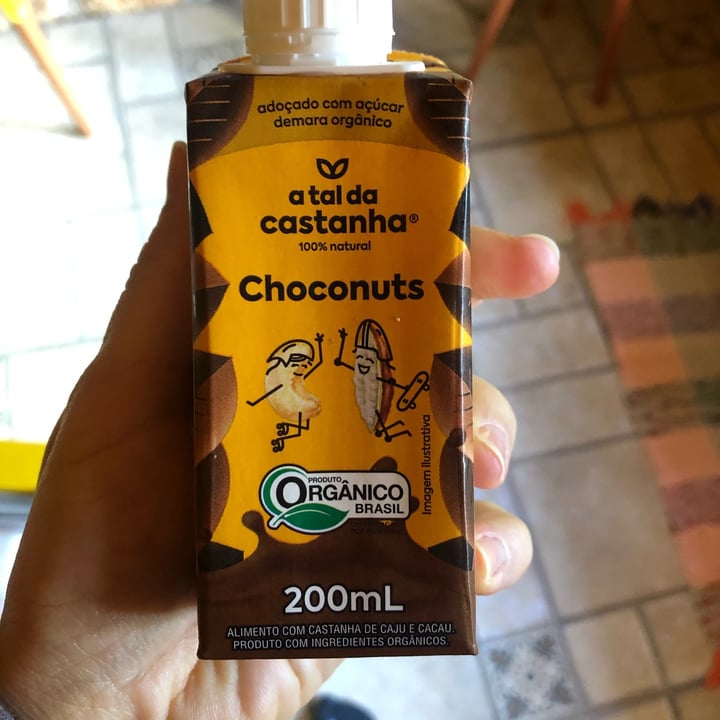 adoçado com açúcar
demara orgânico
a tal da
castanha®
100% natural
Choconuts
Imagem ilustrativa
PRODUTO
ORGÂNICO
BRASIL
200mL
ALIMENTO COM CASTANHA DE CAJU E CACAU.
PRODUTO COM INGREDIENTES ORGÂNICOS.